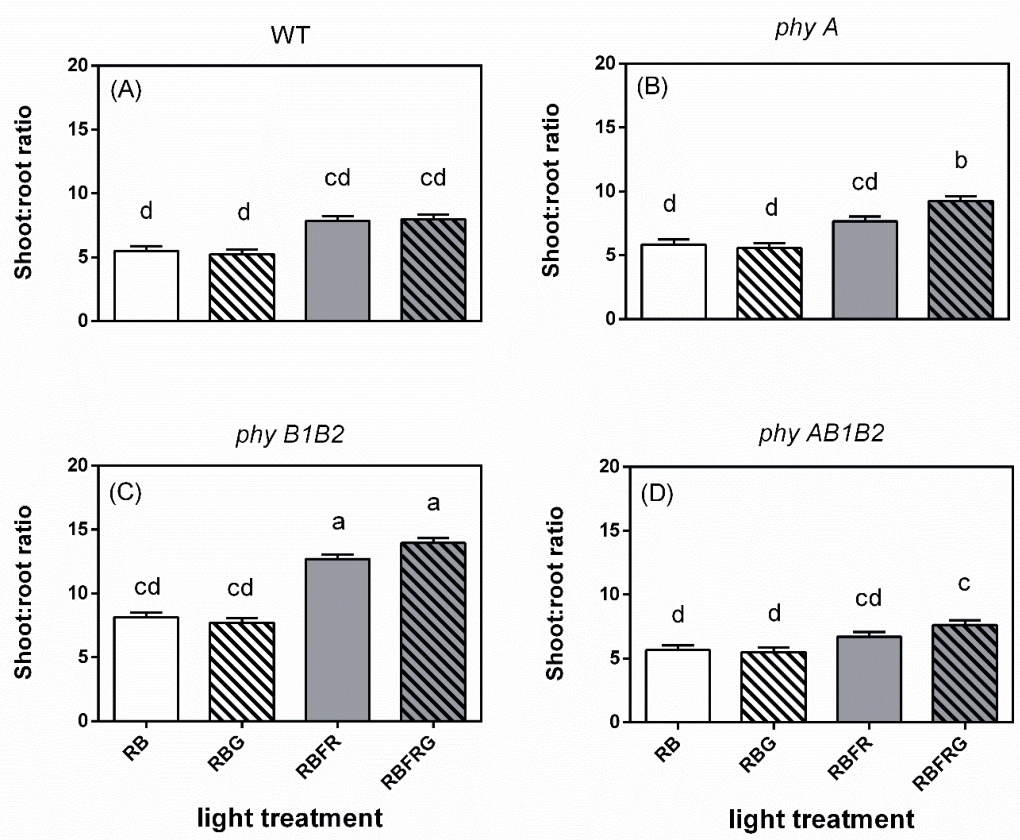 WT
(A)
Shoot:root ratio
20
15
10
5
0
d
d
cd
cd
phy A
(B)
Shoot:root ratio
20
15
10
5
0
d
d
cd
b
phy B1B2
(C)
Shoot:root ratio
20
15
10
5
0
cd
cd
a
a
RB
RBG
RBFR
RBFRG
light treatment
phy AB1B2
(D)
Shoot:root ratio
20
15
10
5
0
d
d
cd
c
RB
RBG
RBFR
RBFRG
light treatment